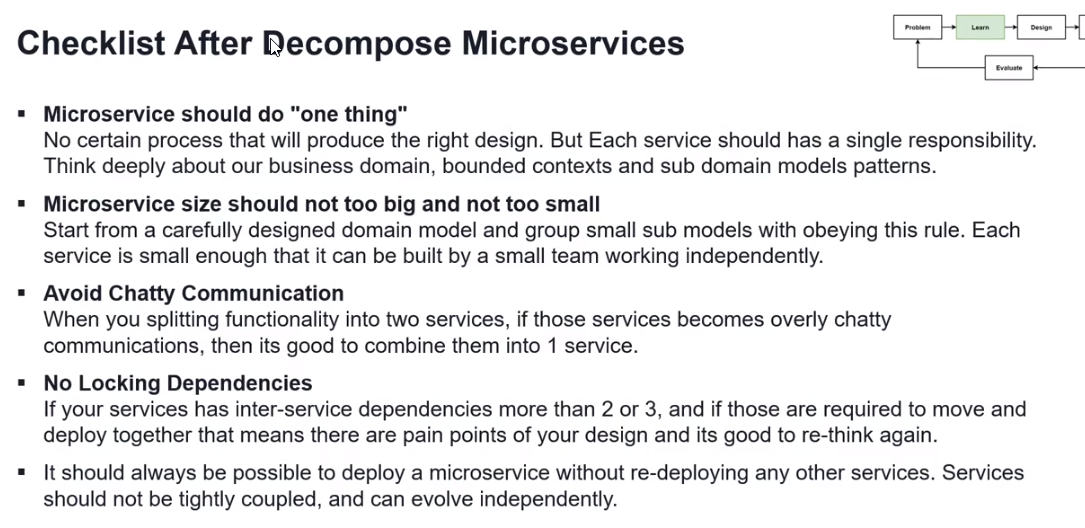 Checklist After Decompose Microservices
Problem
Learn
Design
Evaluate
▪ Microservice should do "one thing"
No certain process that will produce the right design. But Each service should has a single responsibility.
Think deeply about our business domain, bounded contexts and sub domain models patterns.
▪ Microservice size should not too big and not too small
Start from a carefully designed domain model and group small sub models with obeying this rule. Each
service is small enough that it can be built by a small team working independently.
▪ Avoid Chatty Communication
When you splitting functionality into two services, if those services becomes overly chatty
communications, then its good to combine them into 1 service.
▪ No Locking Dependencies
If your services has inter-service dependencies more than 2 or 3, and if those are required to move and
deploy together that means there are pain points of your design and its good to re-think again.
▪ It should always be possible to deploy a microservice without re-deploying any other services. Services
should not be tightly coupled, and can evolve independently.